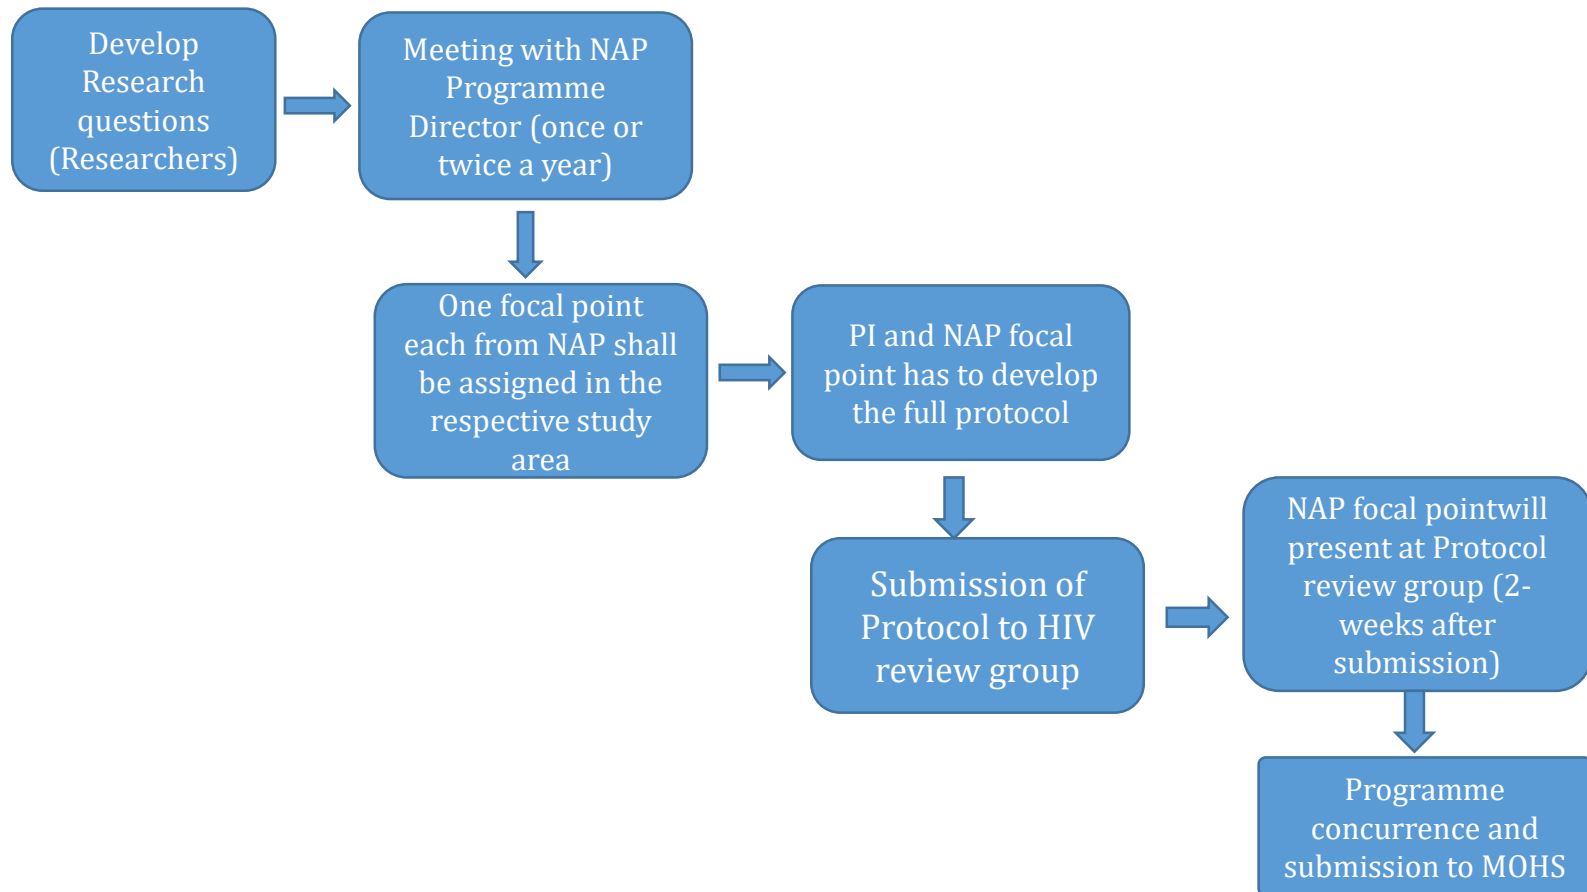 Develop
Research
questions
(Researchers)
Meeting with NAP
Programme
Director (once or
twice a year)
One focal point
each from NAP shall
be assigned in the
respective study
area
PI and NAP focal
point has to develop
the full protocol
Submission of
Protocol to HIV
review group
NAP focal pointwill
present at Protocol
review group (2-
weeks after
submission)
Programme
concurrence and
submission to MOHS